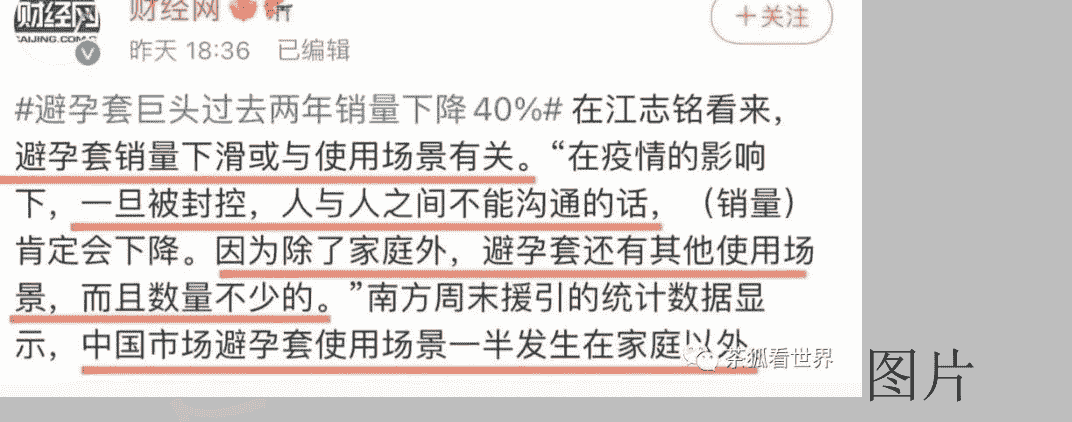 财经网
AIJING.COM
+关注
昨天 18:36 已编辑
#避孕套巨头过去两年销量下降40%# 在江志铭看来，
避孕套销量下滑或与使用场景有关。“在疫情的影响
下，一旦被封控，人与人之间不能沟通的话，（销量）
肯定会下降。因为除了家庭外，避孕套还有其他使用场
景，而且数量不少的。”南方周末援引的统计数据显
示，中国市场避孕套使用场景一半发生在家庭以外
茶狐看世界
图片